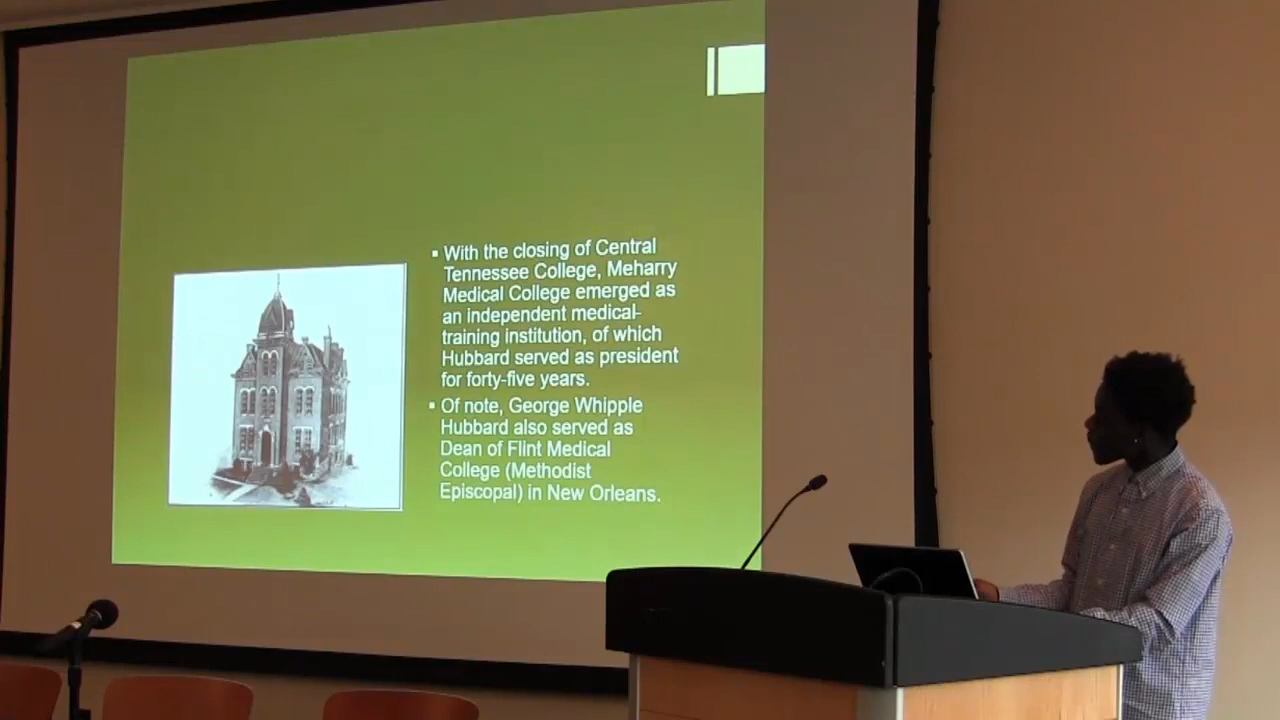 ▪ With the closing of Central
Tennessee College, Meharry
Medical College emerged as
an independent medical-
training institution, of which
Hubbard served as president
for forty-five years.
▪ Of note, George Whipple
Hubbard also served as
Dean of Flint Medical
College (Methodist
Episcopal) in New Orleans.